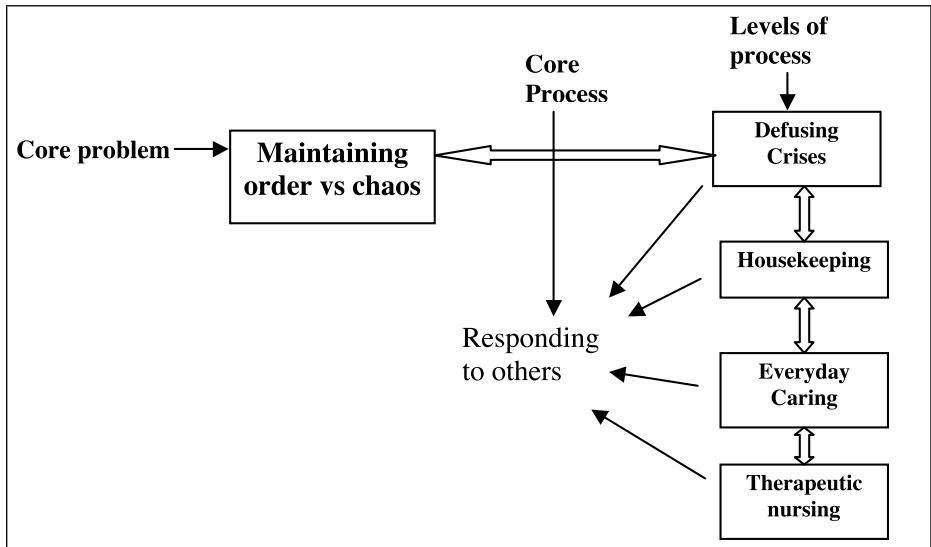 Levels of
process
Core
Process
Defusing
Crises
Core problem
Maintaining
order vs chaos
Housekeeping
Responding
to others
Everyday
Caring
Therapeutic
nursing